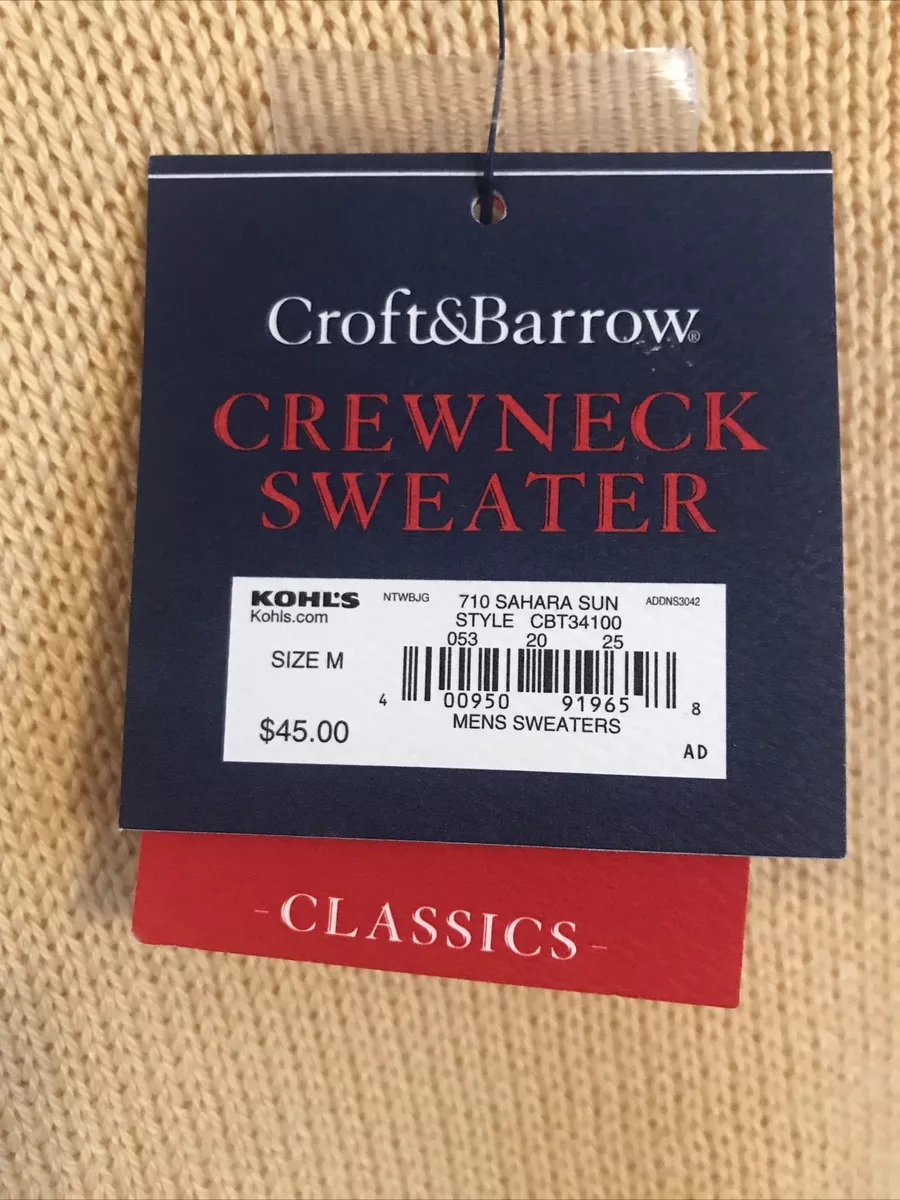 Croft&Barrow®
CREWNECK
SWEATER
KOHL'S NTWBJG 710 SAHARA SUN ADDNS3042
Kohls.com STYLE CBT34100
053 20 25
SIZE M
4 00950 91965 8
$45.00 MENS SWEATERS
AD
-CLASSICS-